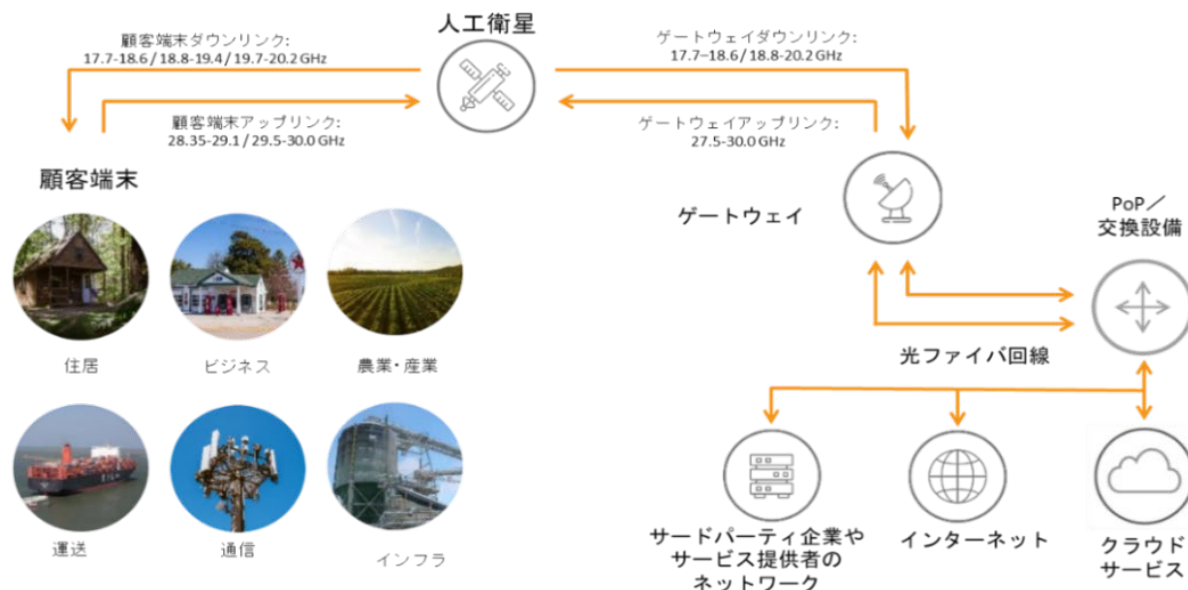 人工衛星
顧客端末ダウンリンク:
17.7-18.6 / 18.8-19.4 / 19.7-20.2 GHz
ゲートウェイダウンリンク:
17.7–18.6 / 18.8-20.2 GHz
顧客端末アップリンク:
28.35-29.1 / 29.5-30.0 GHz
ゲートウェイアップリンク:
27.5-30.0 GHz
顧客端末
ゲートウェイ
PoP／
交換設備
住居
ビジネス
農業・産業
光ファイバ回線
運送
通信
インフラ
サードパーティ企業や
サービス提供者の
ネットワーク
インターネット
クラウド
サービス